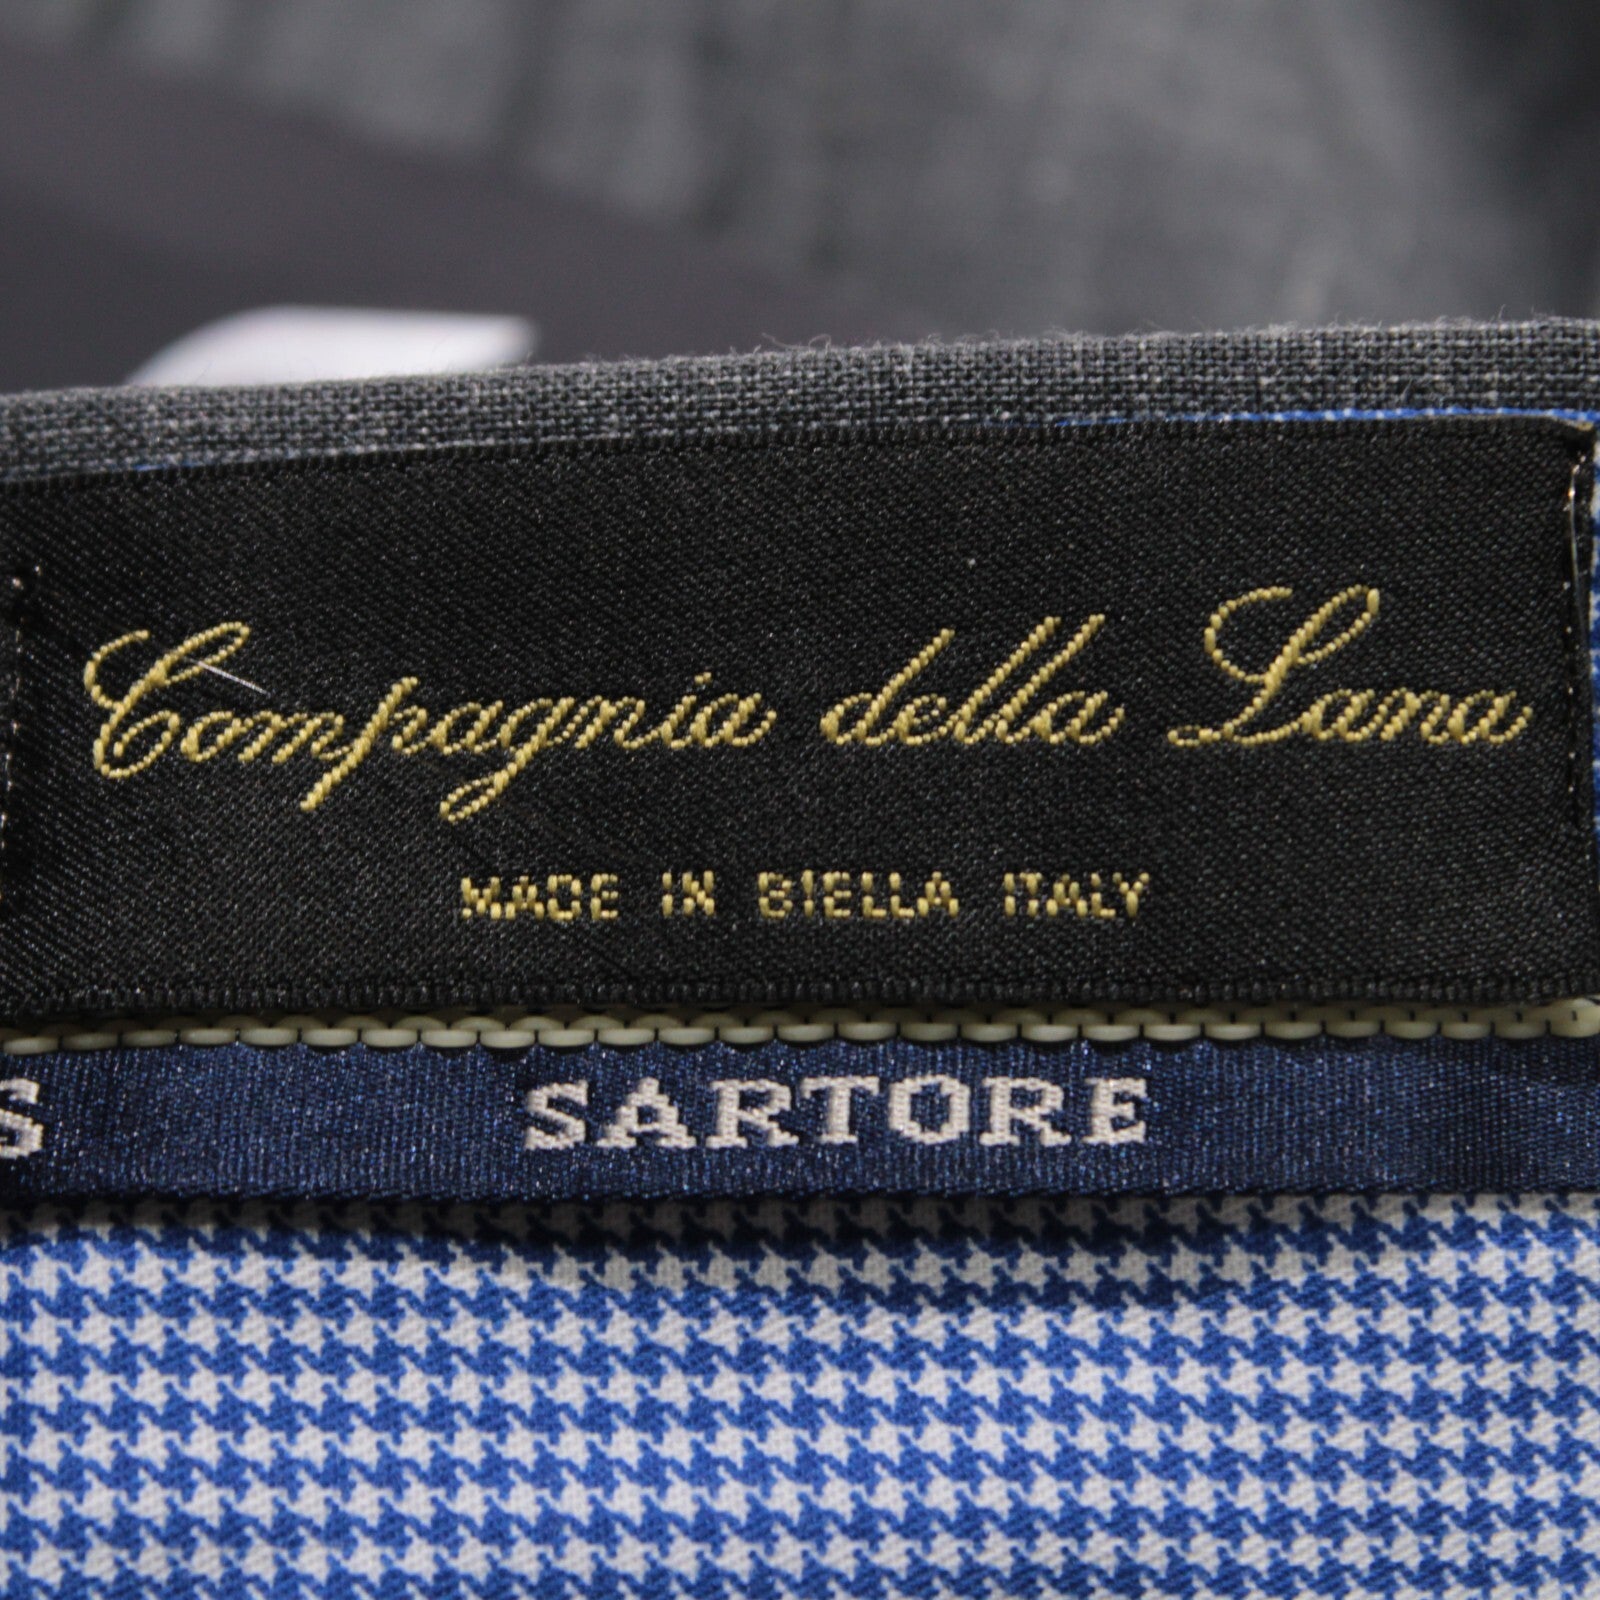 Compagnia della Lana
MADE IN BIELLA ITALY
S SARTORE